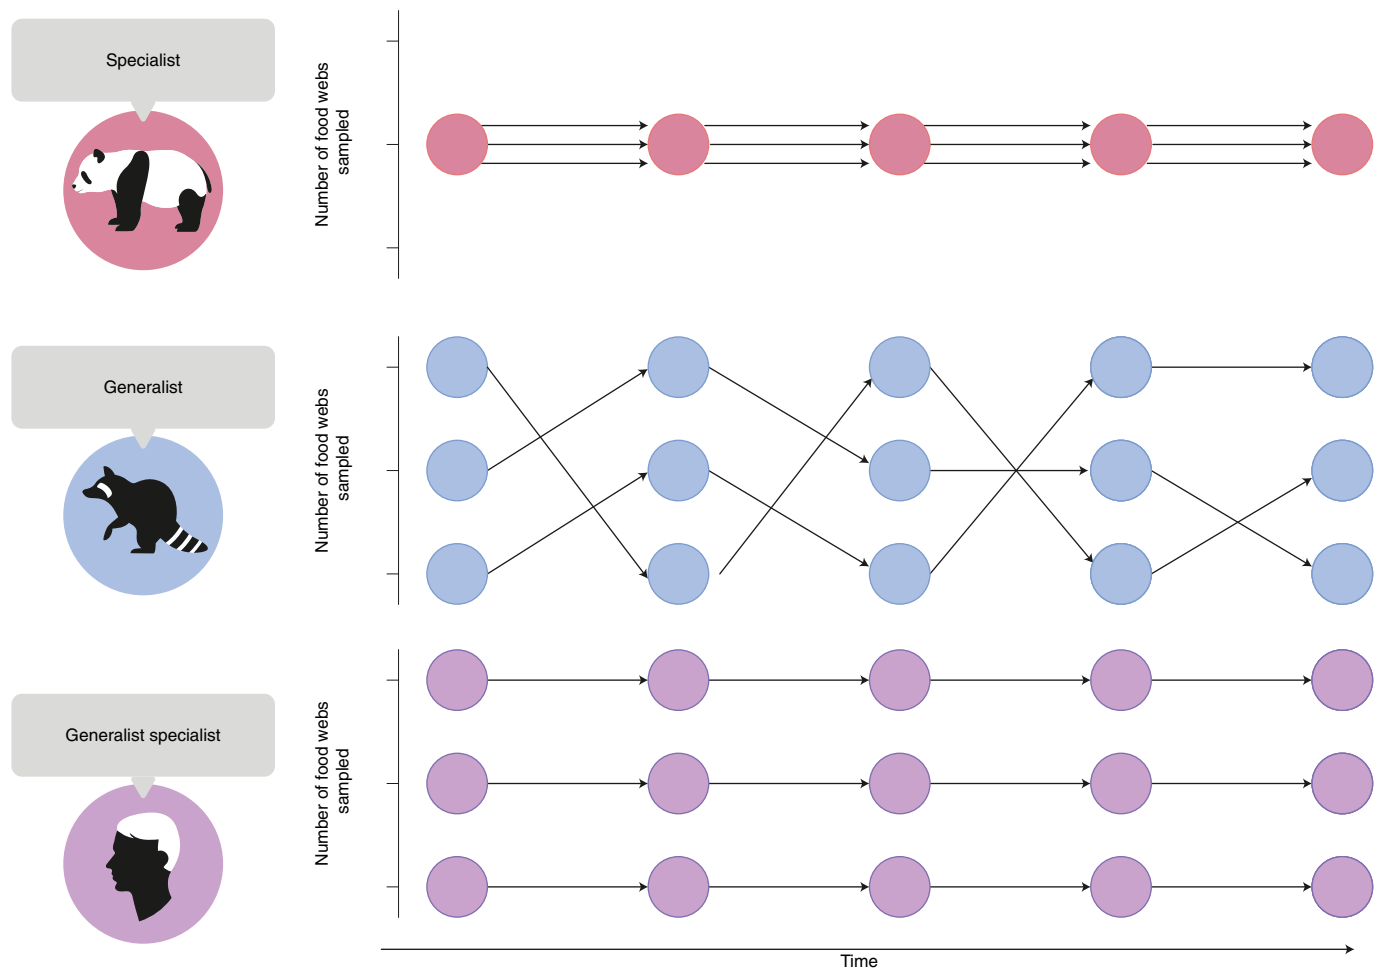 Specialist
Number of food webs
sampled
Generalist
Number of food webs
sampled
Generalist specialist
Number of food webs
sampled
Time